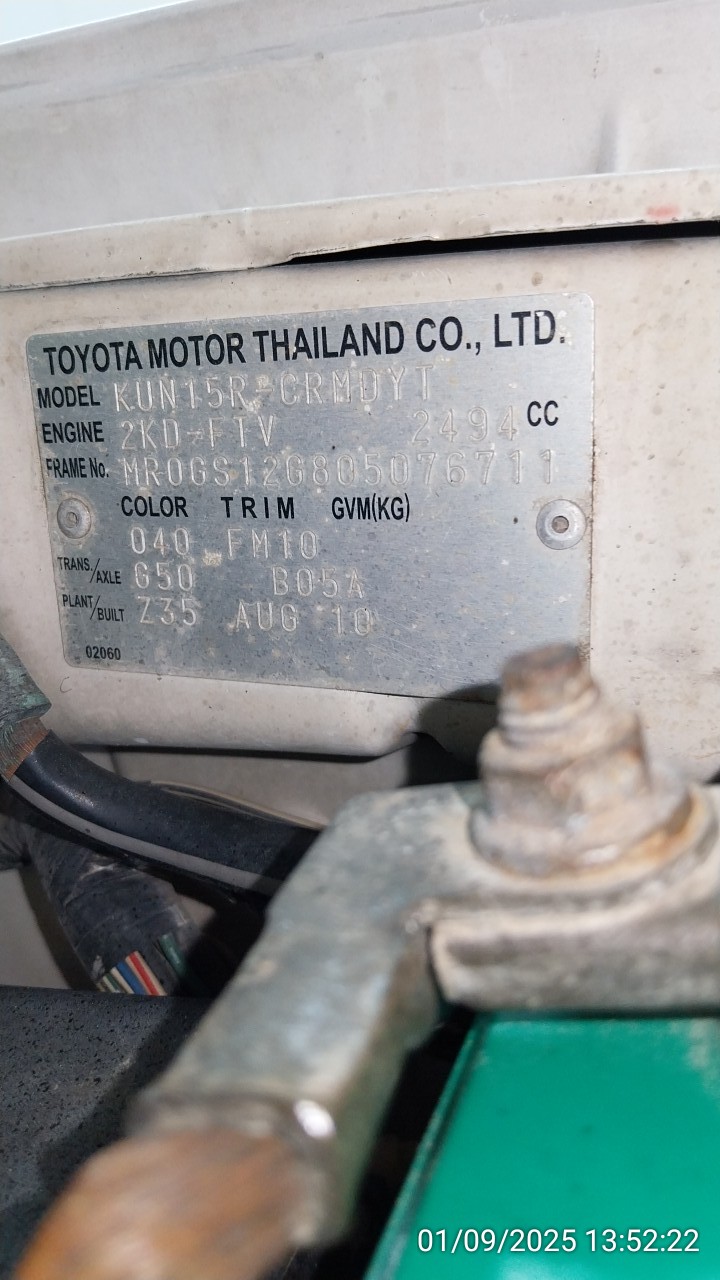 TOYOTA MOTOR THAILAND CO., LTD.
MODEL KUN15R-CRMDYT
ENGINE 2KD-FTV 2494 CC
FRAME No. MR0GS12G805076711
COLOR TRIM GVM(KG)
040 FM10
TRANS./AXLE G50 B05A
PLANT/BUILT Z35 AUG 10
02060
01/09/2025 13:52:22